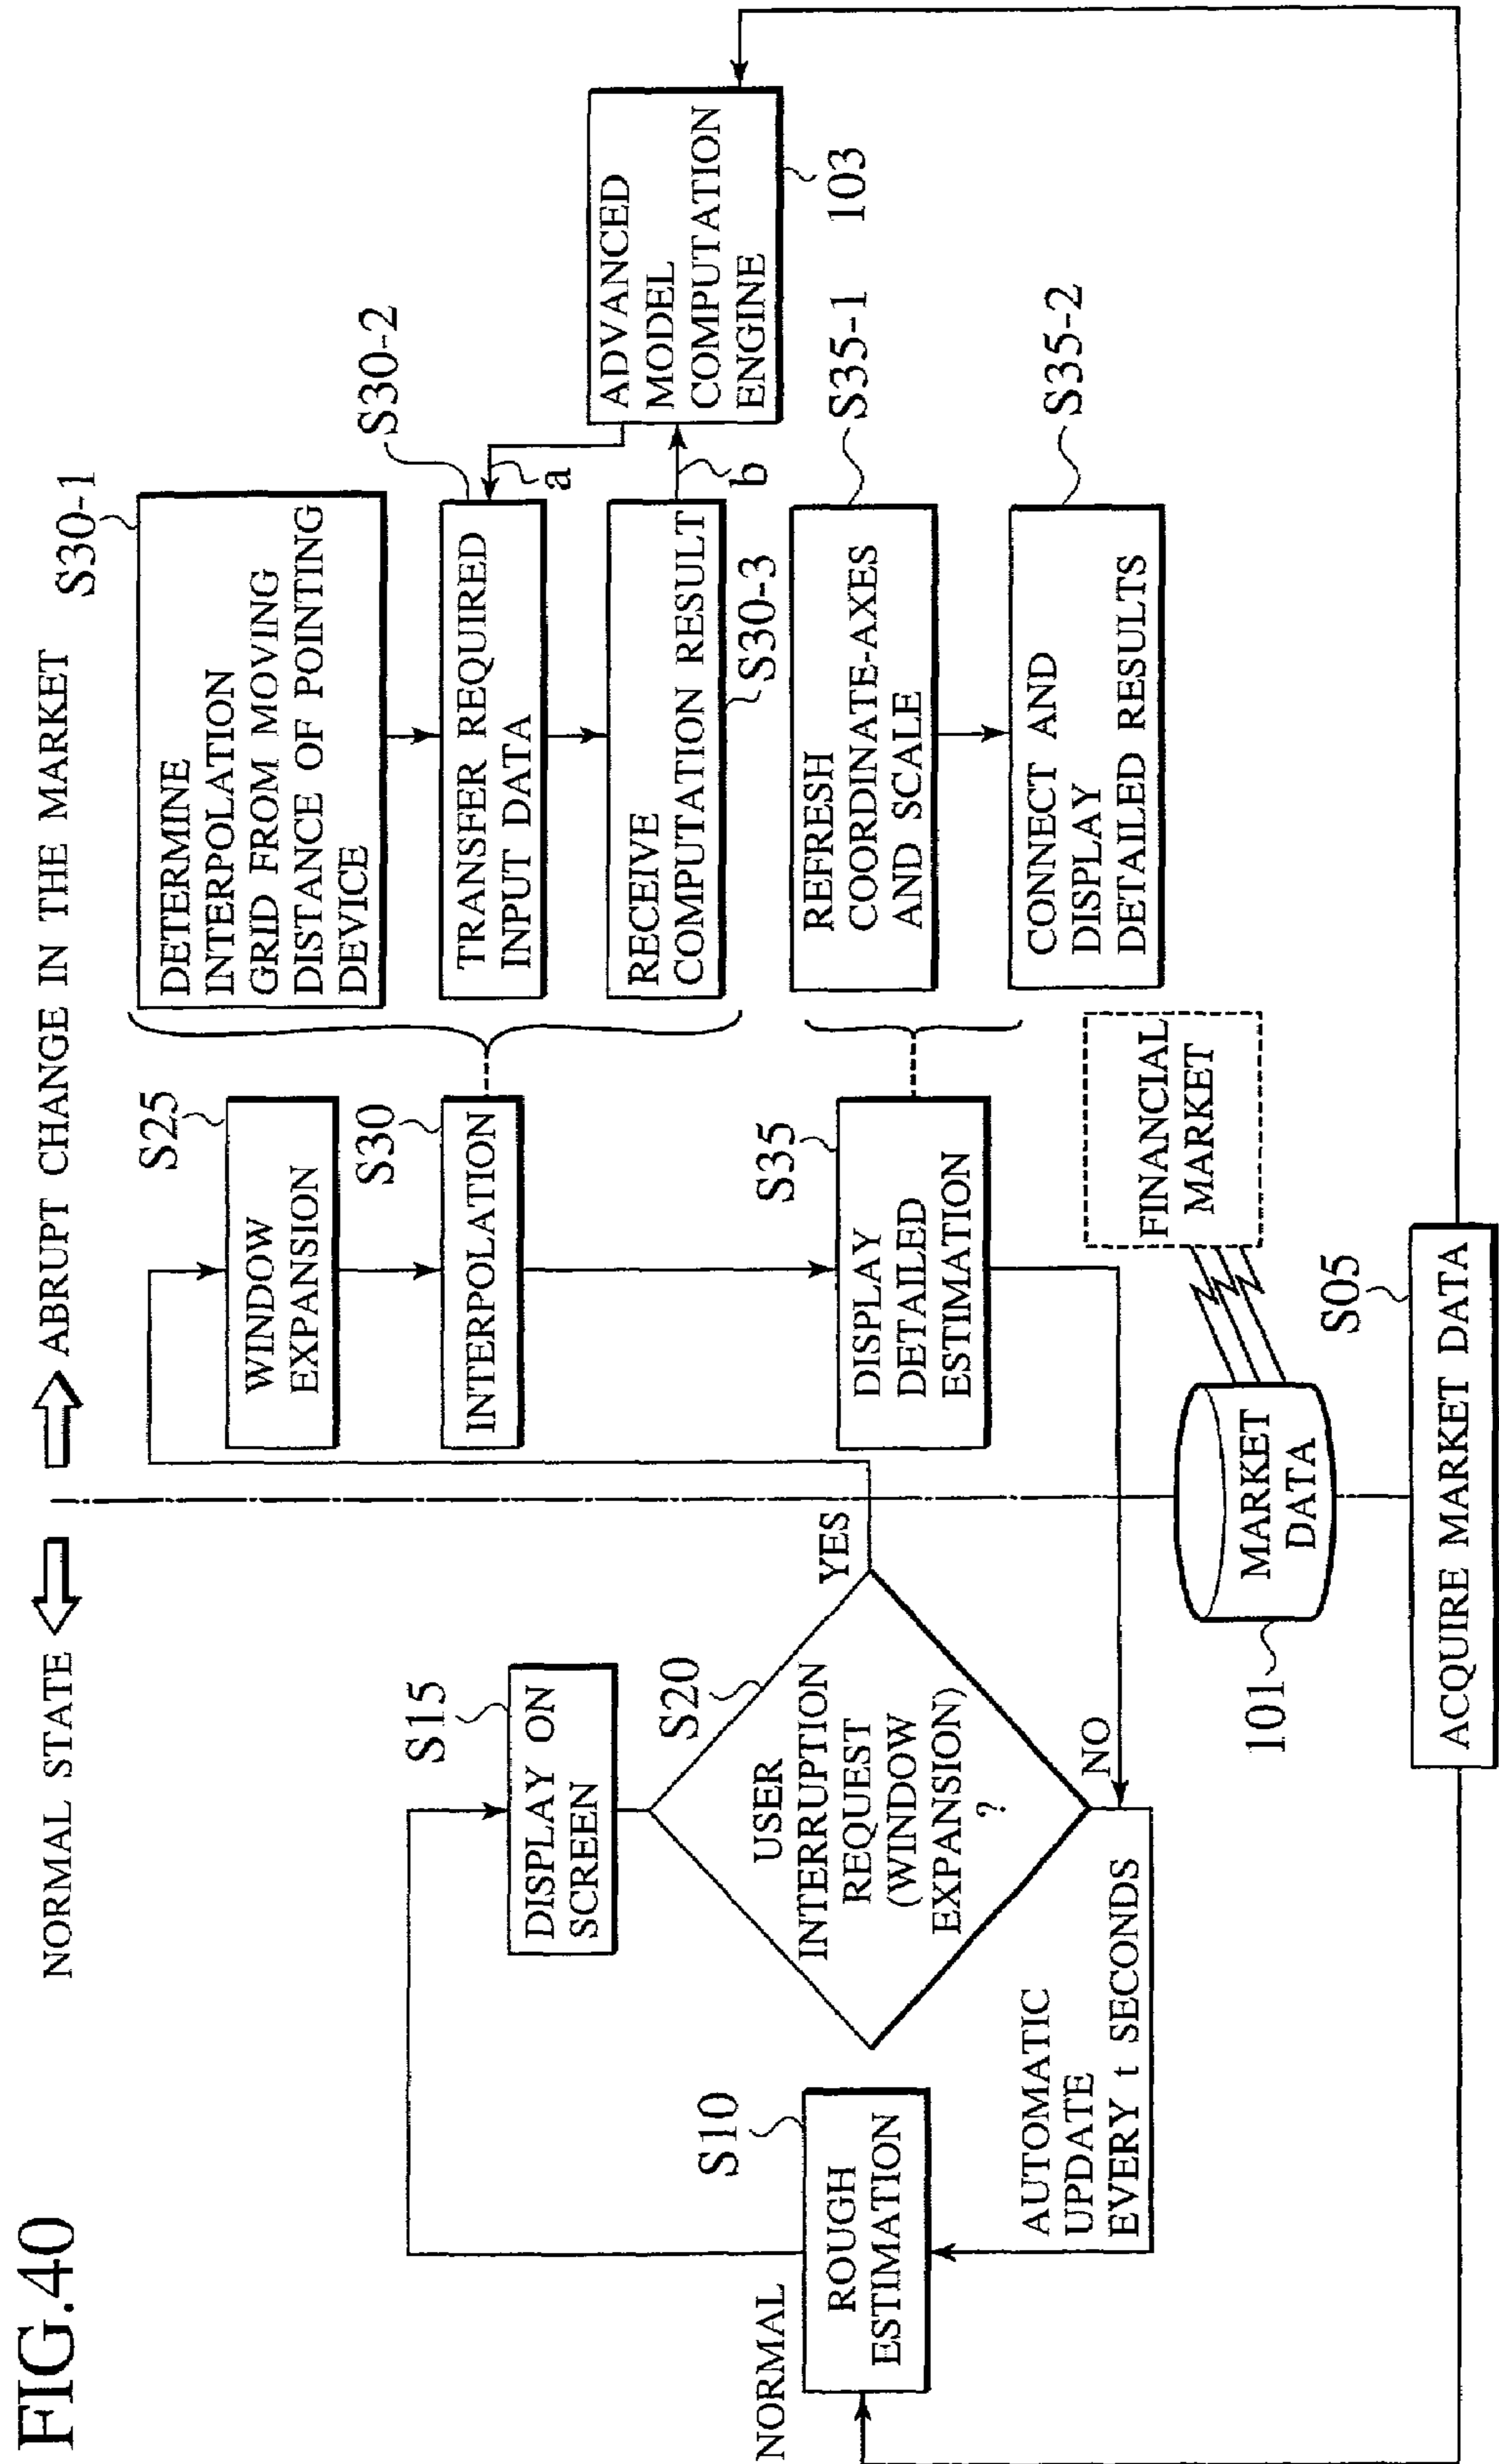 FIG.40
NORMAL STATE
ABRUPT CHANGE IN THE MARKET
NORMAL
S10
ROUGH
ESTIMATION
AUTOMATIC
UPDATE
EVERY t SECONDS
S15
DISPLAY ON
SCREEN
S20
USER
INTERRUPTION
REQUEST
(WINDOW
EXPANSION)
?
YES
NO
S25
WINDOW
EXPANSION
S30
INTERPOLATION
S35
DISPLAY
DETAILED
ESTIMATION
S30-1
DETERMINE
INTERPOLATION
GRID FROM MOVING
DISTANCE OF POINTING
DEVICE
S30-2
TRANSFER REQUIRED
INPUT DATA
a
RECEIVE
COMPUTATION RESULT
S30-3
b
ADVANCED
MODEL
COMPUTATION
ENGINE
103
S35-1
REFRESH
COORDINATE-AXES
AND SCALE
S35-2
CONNECT AND
DISPLAY
DETAILED RESULTS
FINANCIAL
MARKET
MARKET
DATA
101
S05
ACQUIRE MARKET DATA